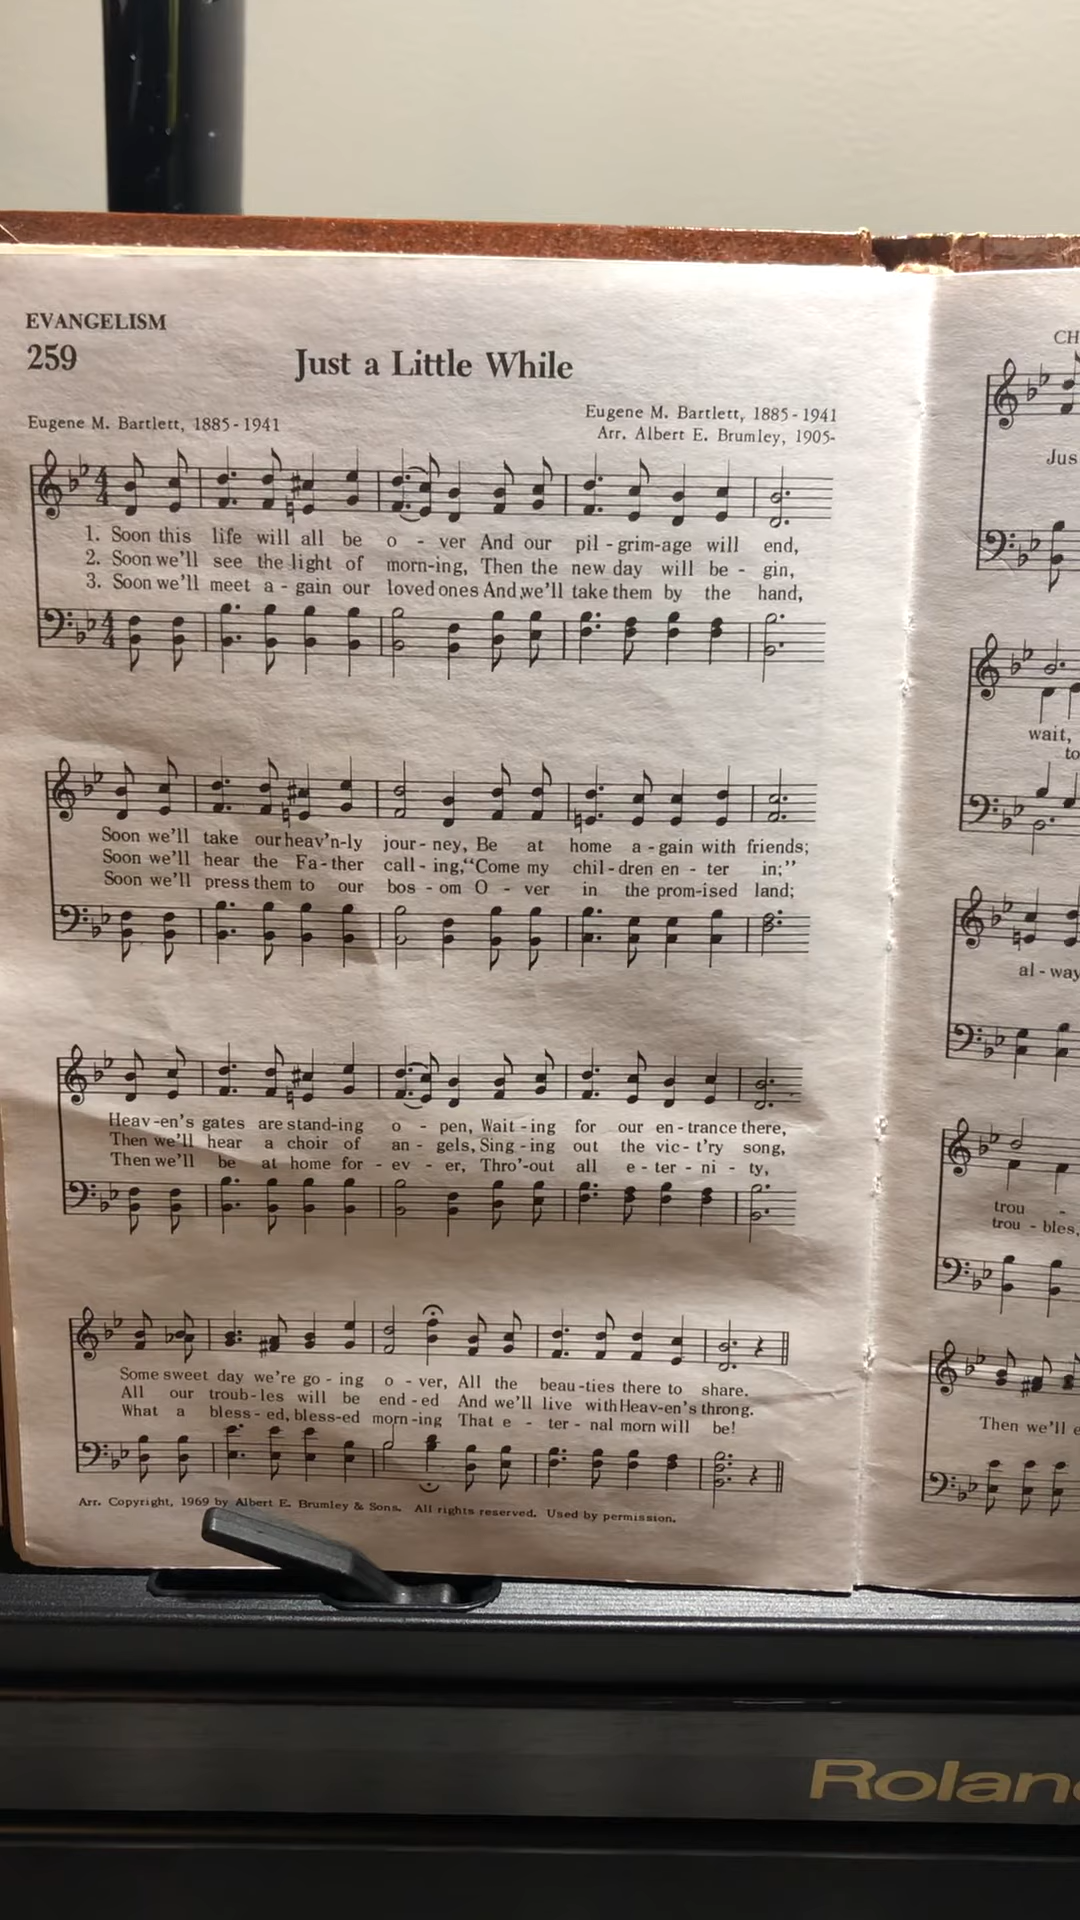 EVANGELISM
259
Just a Little While
Eugene M. Bartlett, 1885-1941
Eugene M. Bartlett, 1885-1941
Arr. Albert E. Brumley, 1905-
1. Soon this life will all be o - ver And our pil - grim-age will end,
2. Soon we'll see the light of morn-ing, Then the new day will be - gin,
3. Soon we'll meet a - gain our loved ones And we'll take them by the hand,
Soon we'll take our heav'n-ly jour - ney, Be at home a - gain with friends;
Soon we'll hear the Fa - ther call - ing, "Come my chil - dren en - ter in;"
Soon we'll press them to our bos - om O - ver in the prom-ised land;
Heav-en's gates are stand-ing o - pen, Wait - ing for our en - trance there,
Then we'll hear a choir of an - gels, Sing - ing out the vic - t'ry song,
Then we'll be at home for - ev - er, Thro'-out all e - ter - ni - ty,
Some sweet day we're go - ing o - ver, All the beau - ties there to share.
All our troub - les will be end - ed And we'll live with Heav-en's throng.
What a bless - ed, bless-ed morn - ing That e - ter - nal morn will be!
Arr. Copyright, 1969 by Albert E. Brumley & Sons. All rights reserved. Used by permission.
CH
Jus
wait,
to
al - way
trou -
trou - bles,
Then we'll e
Rolan